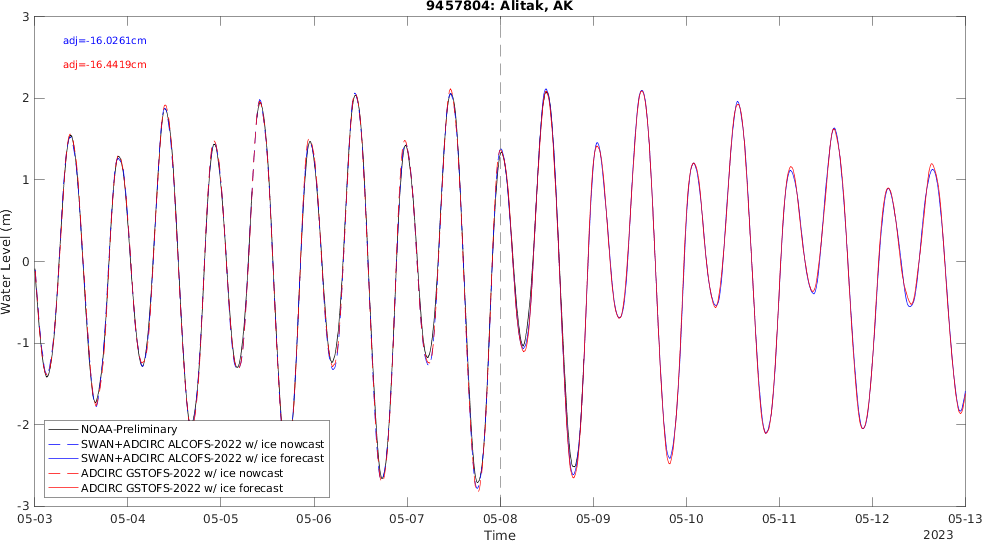 9457804: Alitak, AK
adj=-16.0261cm
adj=-16.4419cm
Water Level (m)
3
2
1
0
-1
-2
-3
NOAA-Preliminary
SWAN+ADCIRC ALCOFS-2022 w/ ice nowcast
SWAN+ADCIRC ALCOFS-2022 w/ ice forecast
ADCIRC GSTOFS-2022 w/ ice nowcast
ADCIRC GSTOFS-2022 w/ ice forecast
05-03 05-04 05-05 05-06 05-07 05-08 05-09 05-10 05-11 05-12 05-13
Time
2023